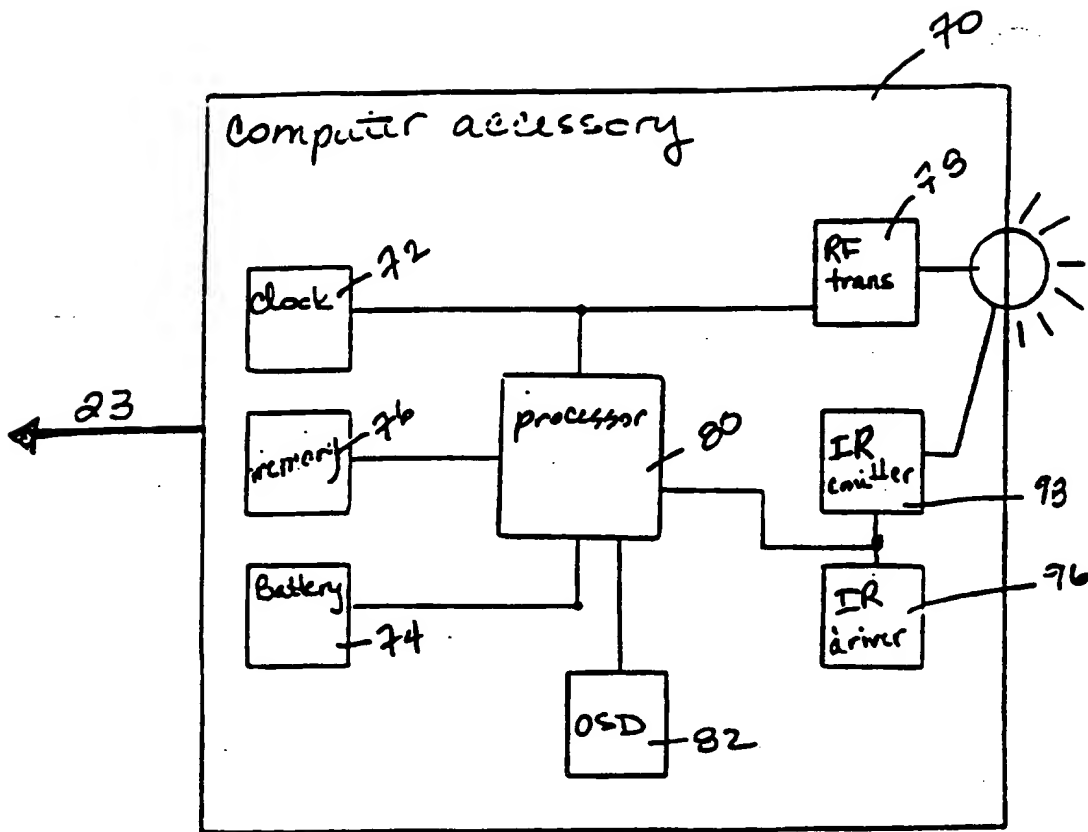 70
computer accessory
clock
72
RF
trans
23
memory
76
processor
80
IR
emitter
93
Battery
74
IR
driver
96
OSD
82